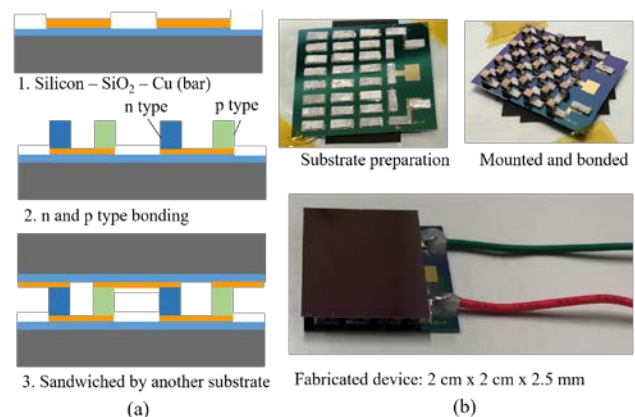 (a)
1. Silicon – SiO₂ – Cu (bar)
n type
p type
2. n and p type bonding
3. Sandwiched by another substrate
(a)
Substrate preparation
Mounted and bonded
Fabricated device: 2 cm x 2 cm x 2.5 mm
(b)